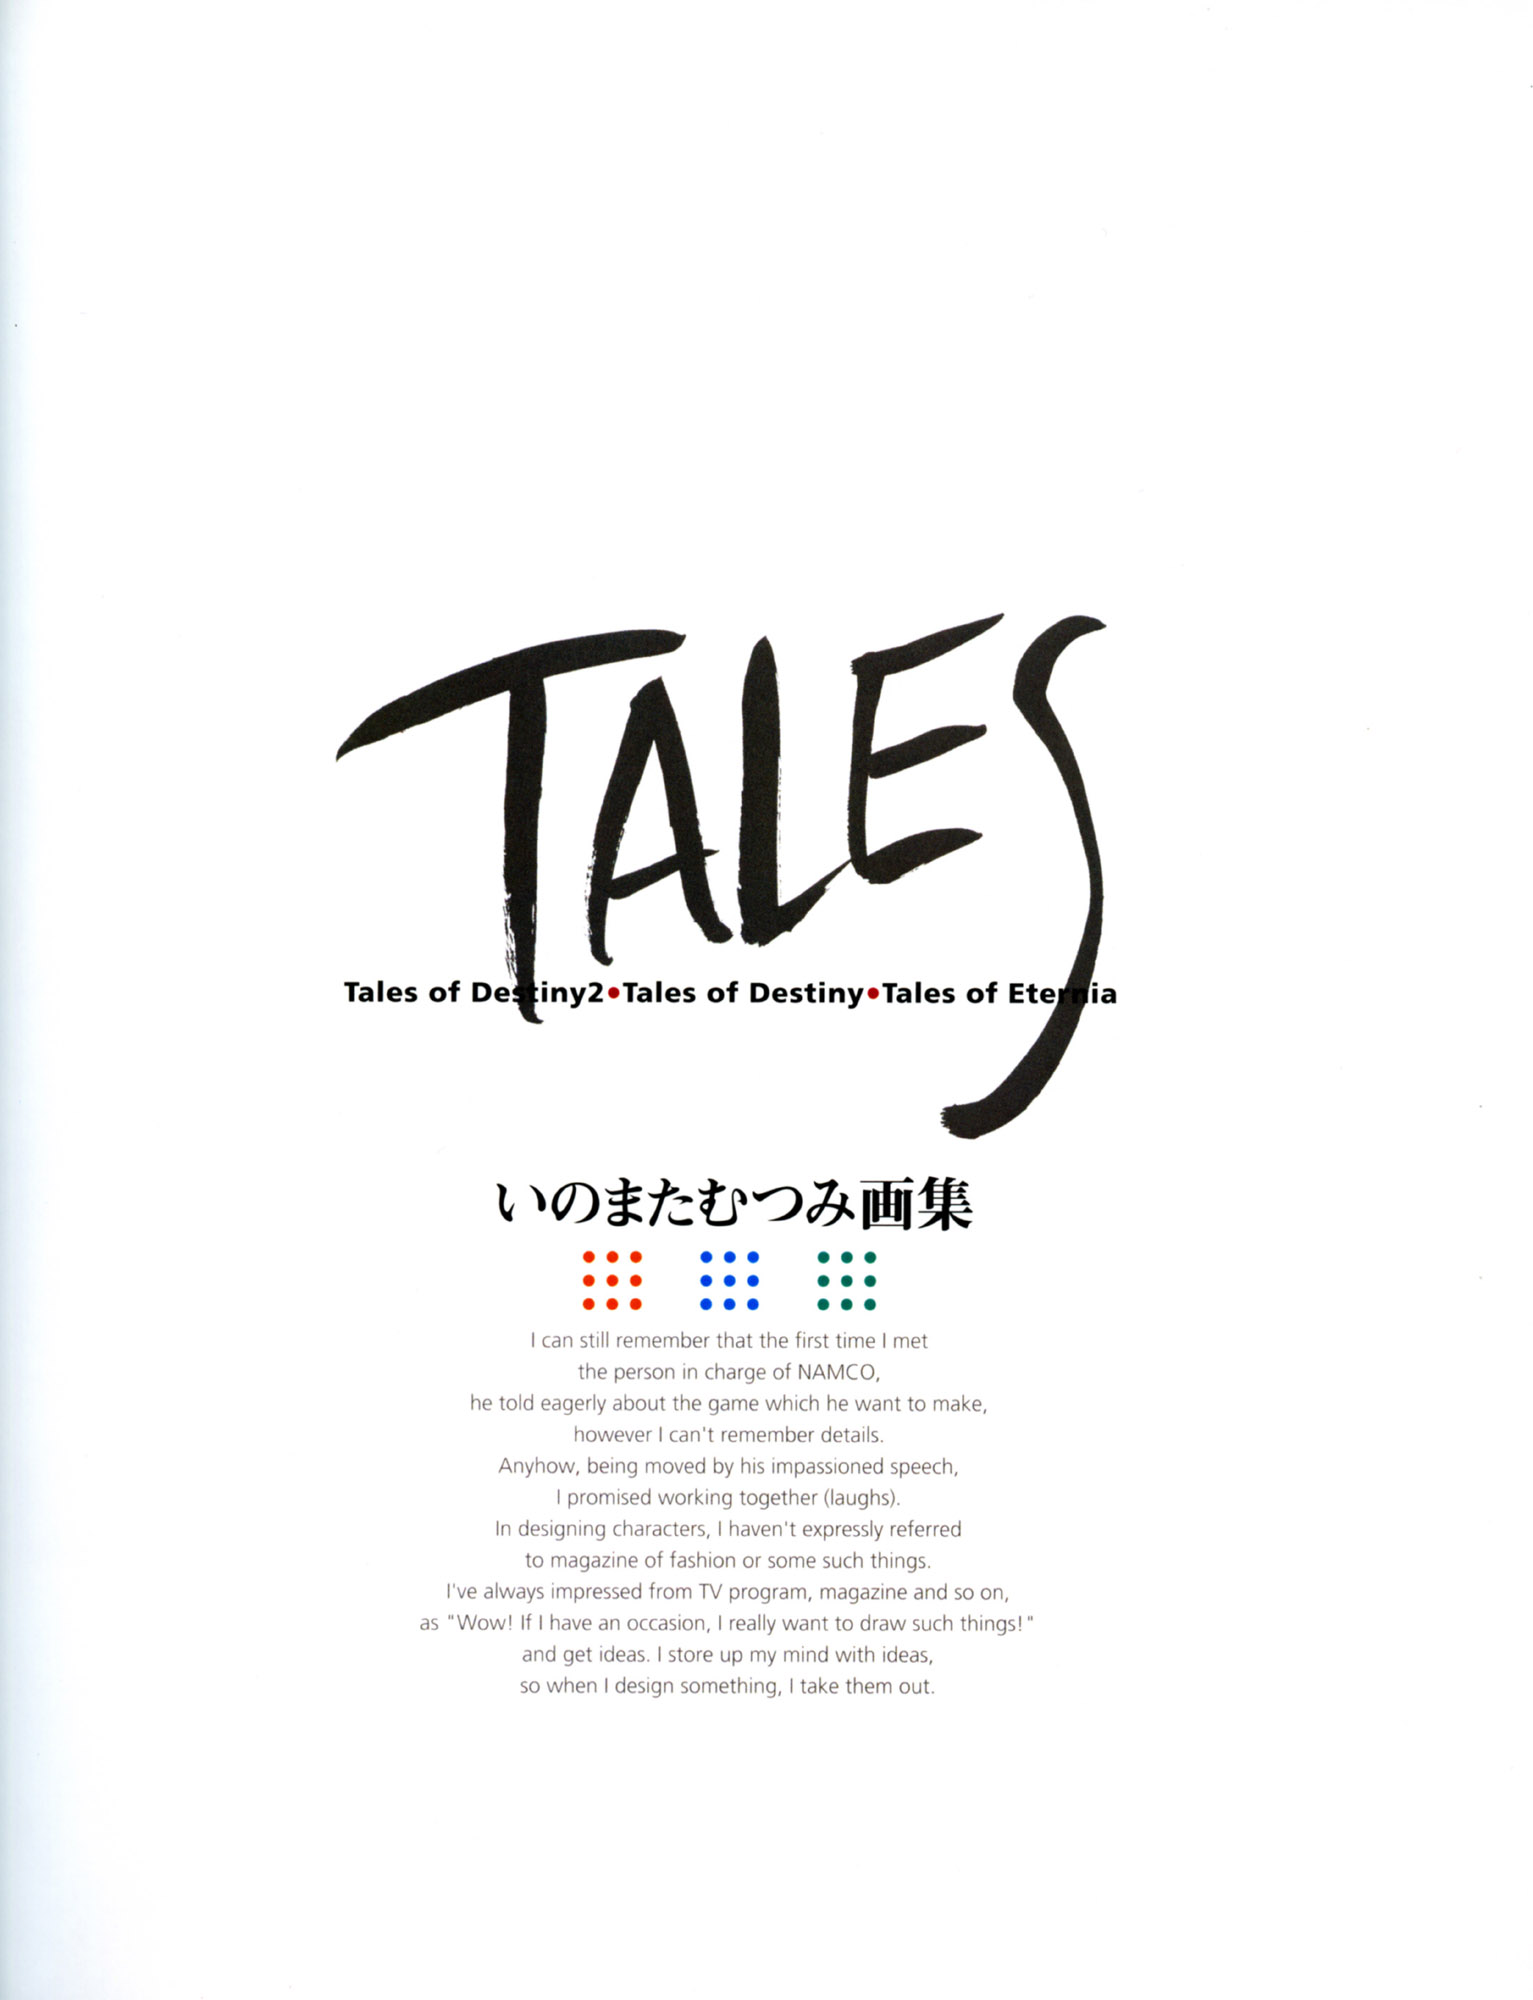 TALES
Tales of Destiny2•Tales of Destiny•Tales of Eternia
いのまたむつみ画集
I can still remember that the first time I met
the person in charge of NAMCO,
he told eagerly about the game which he want to make,
however I can't remember details.
Anyhow, being moved by his impassioned speech,
I promised working together (laughs).
In designing characters, I haven't expressly referred
to magazine of fashion or some such things.
I've always impressed from TV program, magazine and so on,
as "Wow! If I have an occasion, I really want to draw such things!"
and get ideas. I store up my mind with ideas,
so when I design something, I take them out.